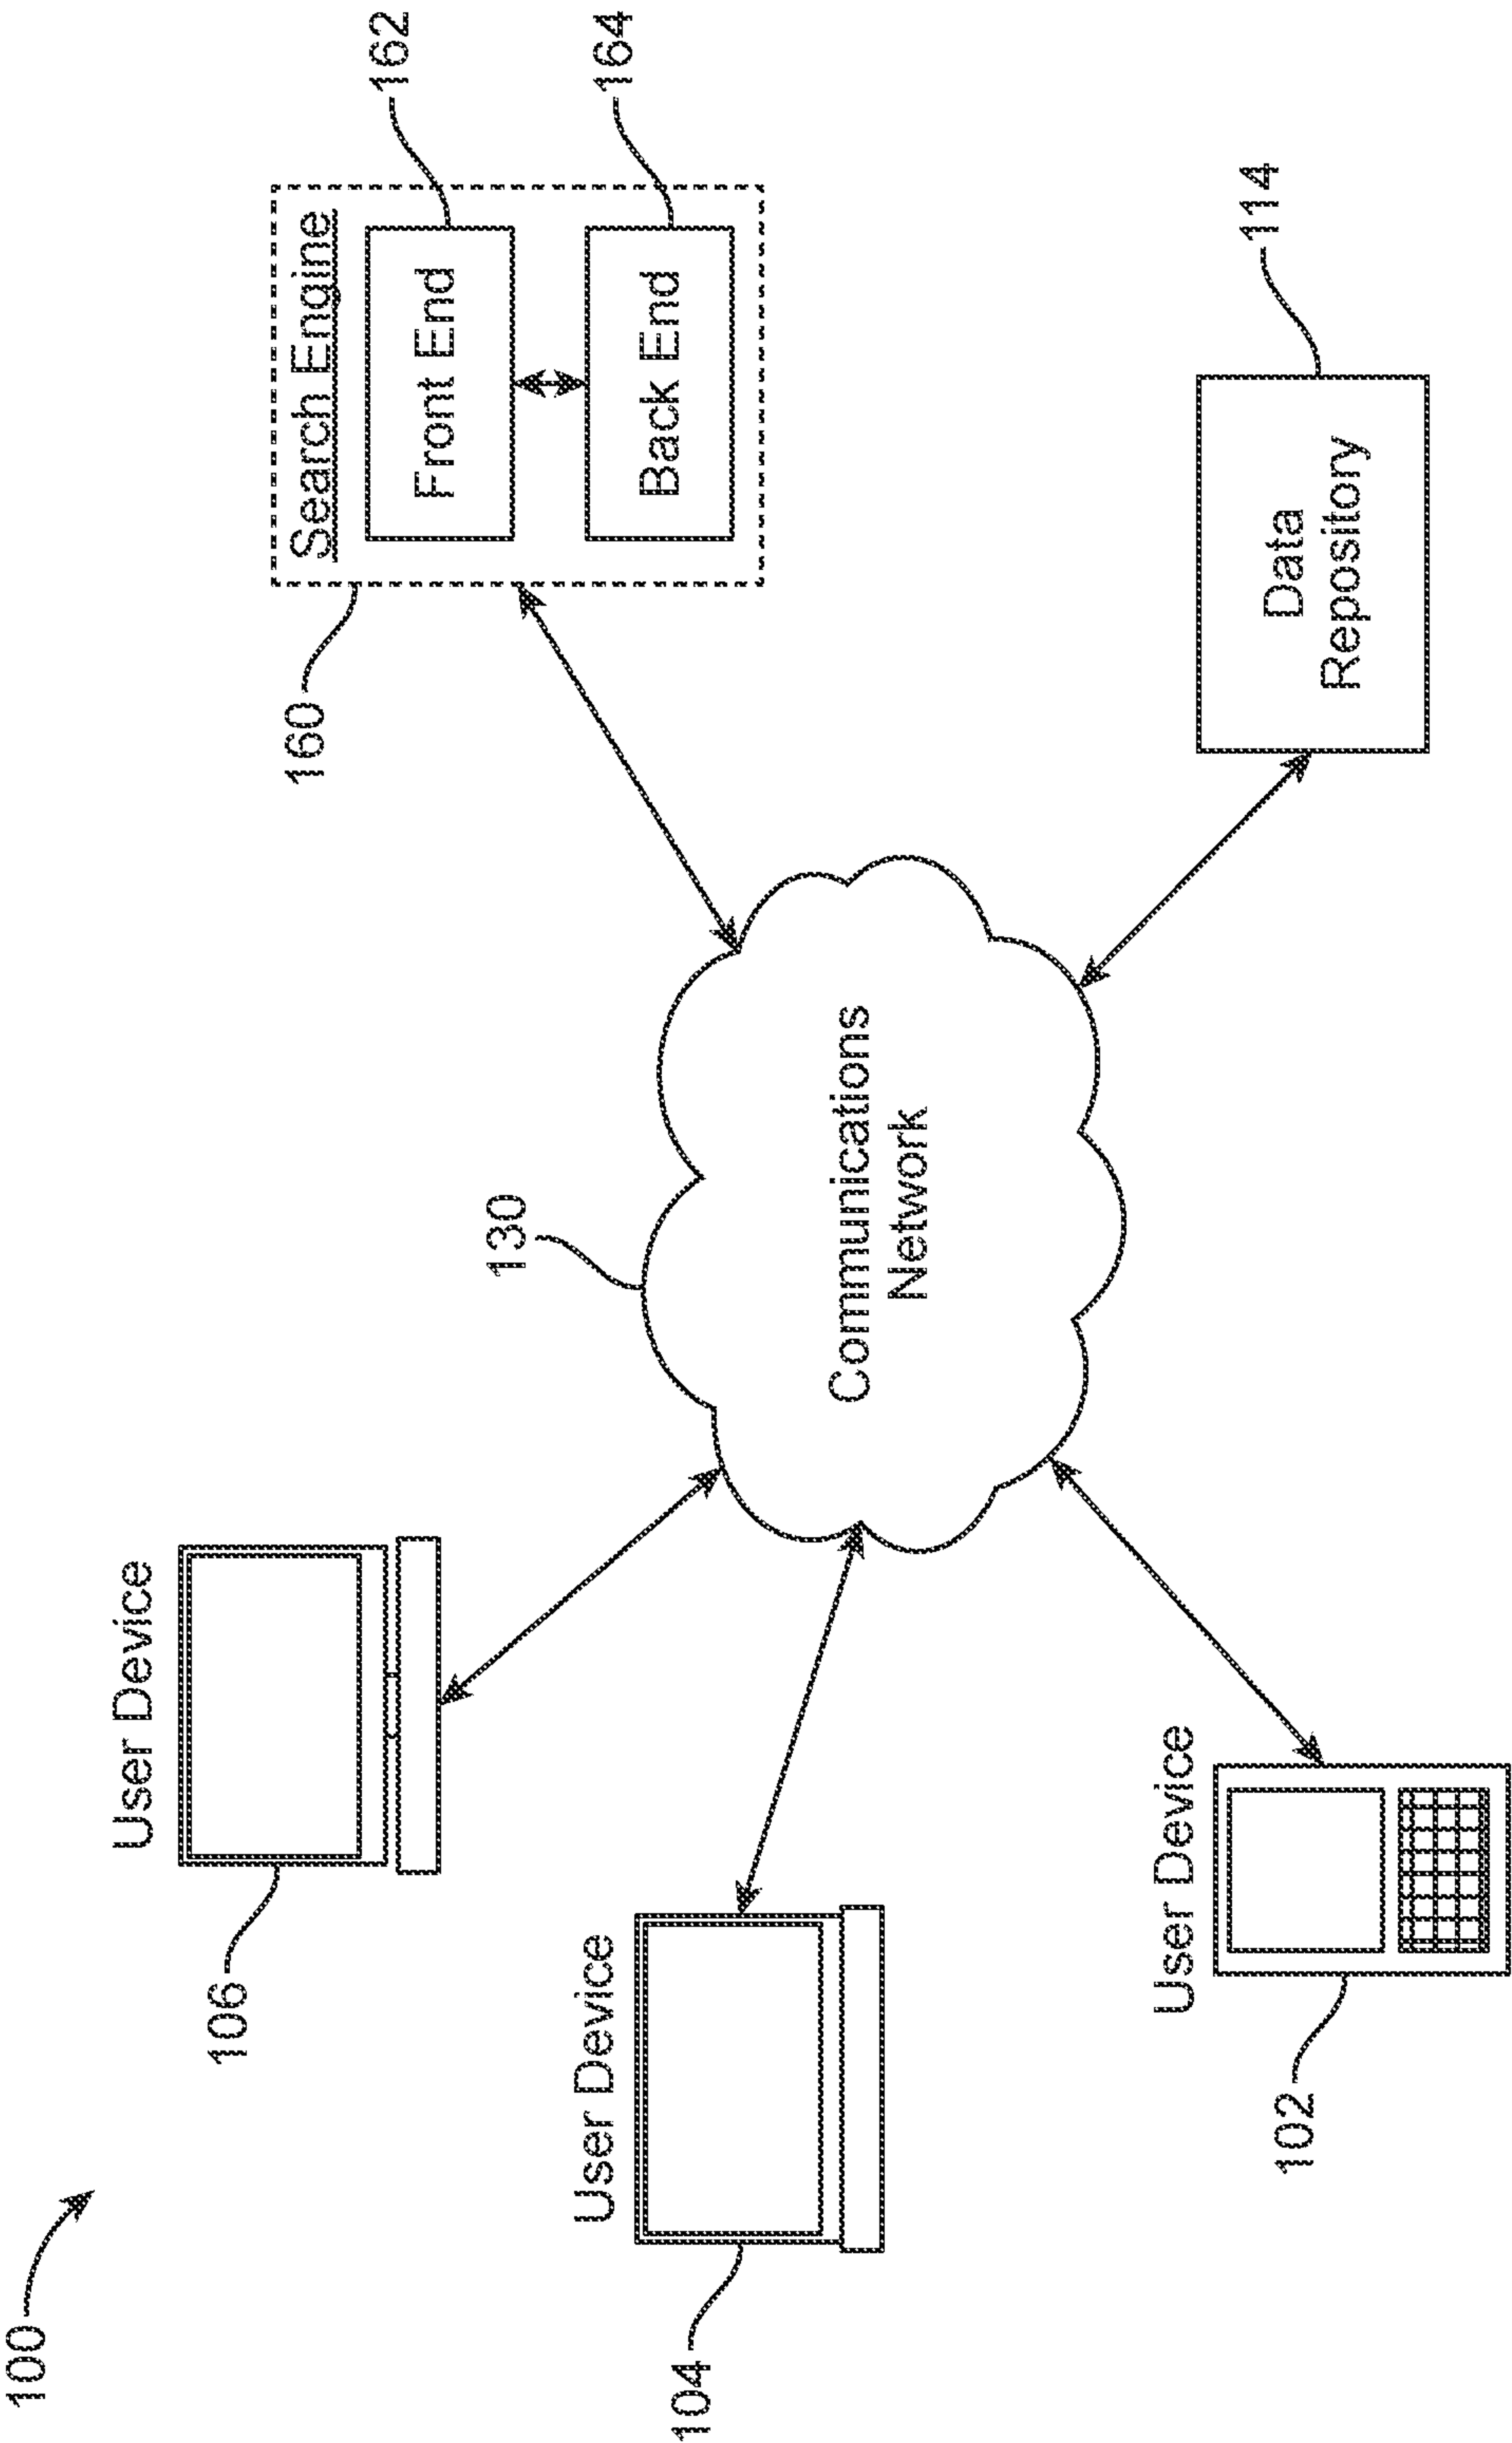 100
User Device
106
User Device
104
User Device
102
130
Communications
Network
160
Search Engine
Front End
162
Back End
164
Data
Repository
114